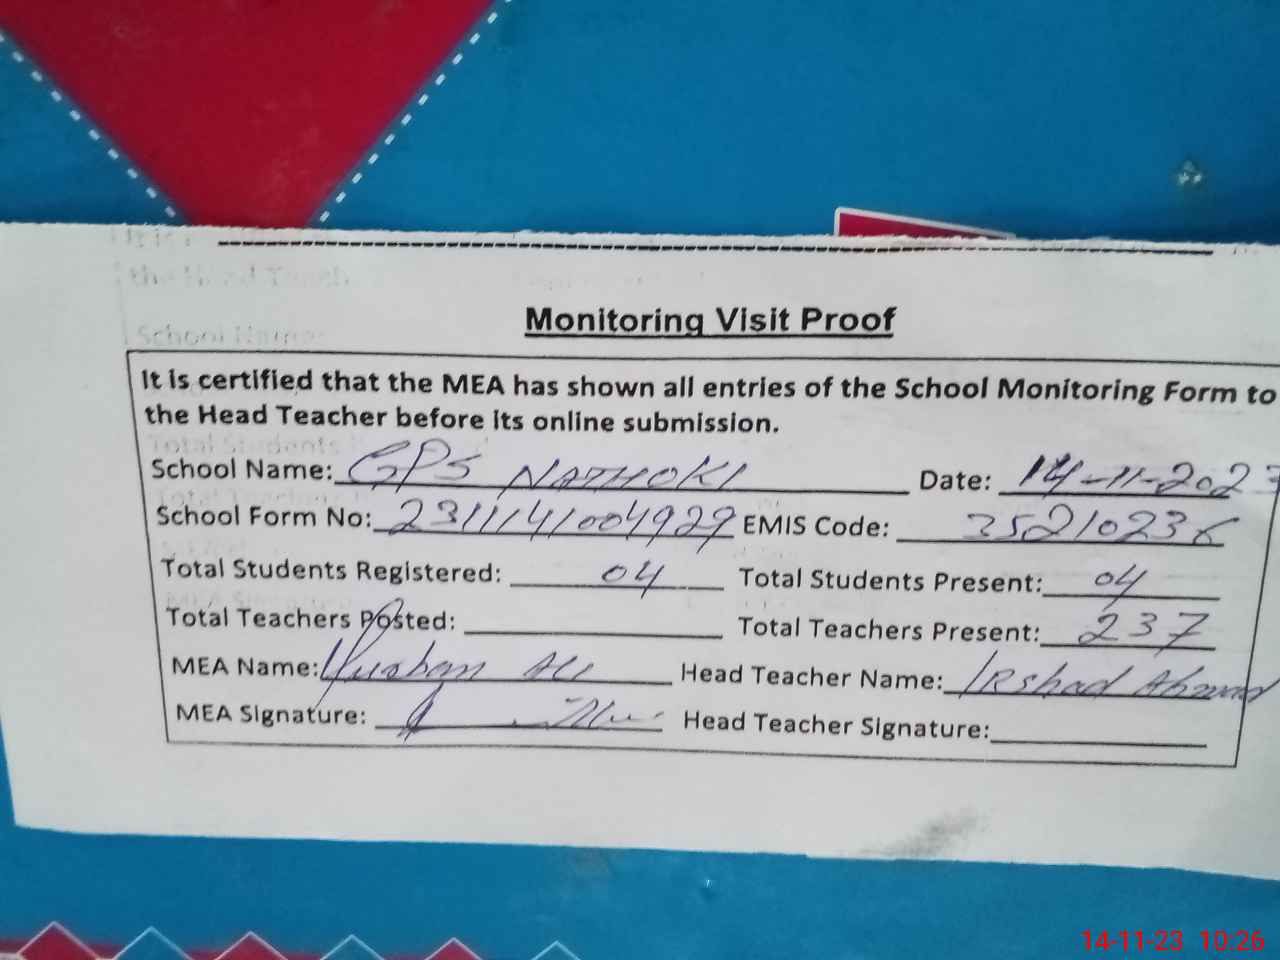 Monitoring Visit Proof
It is certified that the MEA has shown all entries of the School Monitoring Form to
the Head Teacher before its online submission.
School Name: GPS NATHOKI Date: 14-11-2023
School Form No: 2311141004929 EMIS Code: 35210236
Total Students Registered: 04 Total Students Present: 04
Total Teachers Posted: Total Teachers Present: 237
MEA Name: Ali Head Teacher Name: IRshad Ahmad
MEA Signature: Head Teacher Signature:
14-11-23 10:26